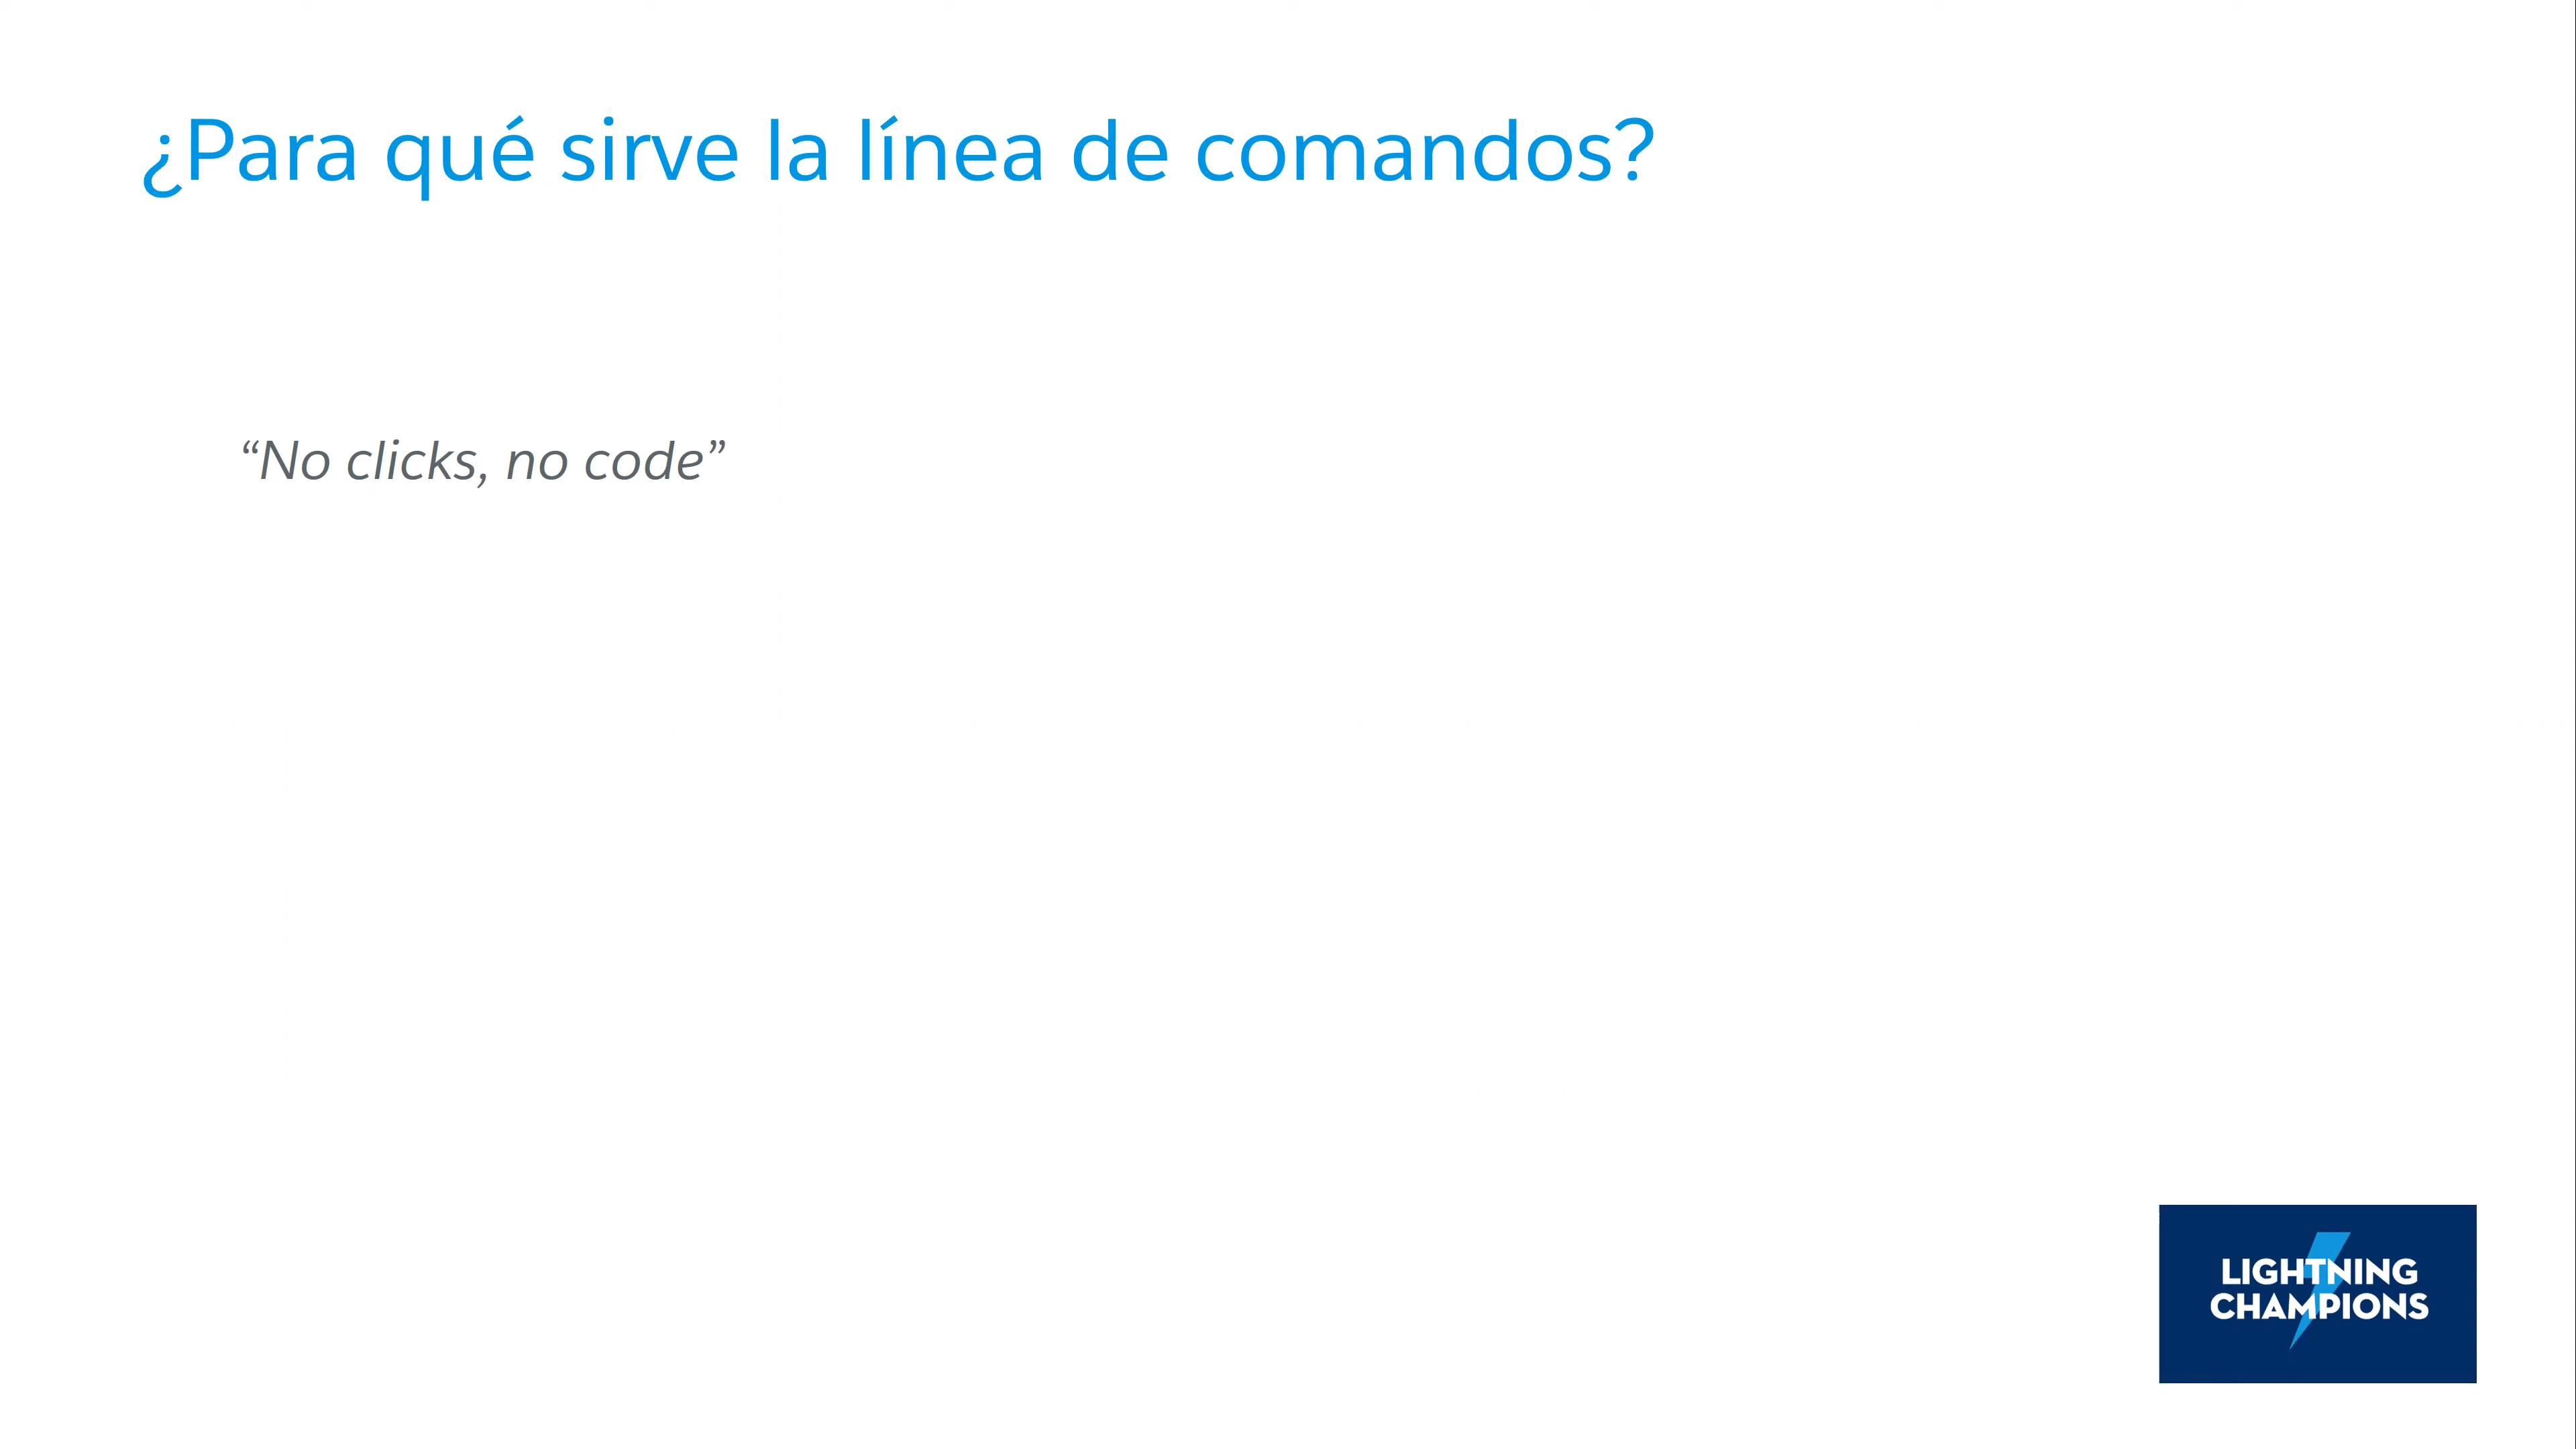 ¿Para qué sirve la línea de comandos?
“No clicks, no code”
LIGHTNING
CHAMPIONS